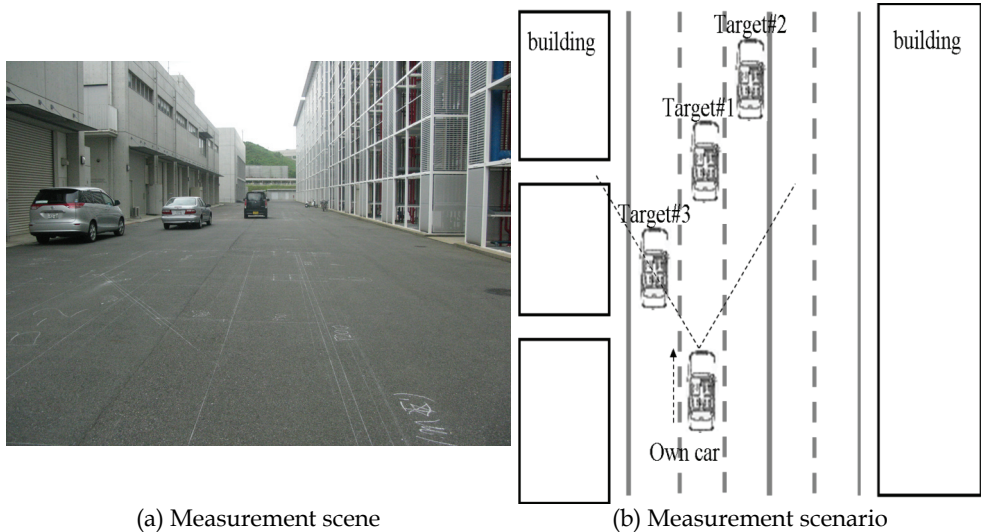 building
Target#2
building
Target#1
Target#3
Own car
(a) Measurement scene
(b) Measurement scenario